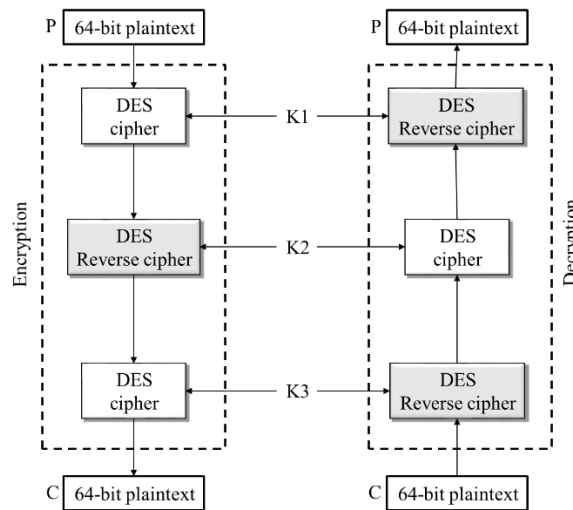 P 64-bit plaintext
P 64-bit plaintext
DES
cipher
K1
DES
Reverse cipher
Encryption
DES
Reverse cipher
K2
DES
cipher
Decryption
DES
cipher
K3
DES
Reverse cipher
C 64-bit plaintext
C 64-bit plaintext